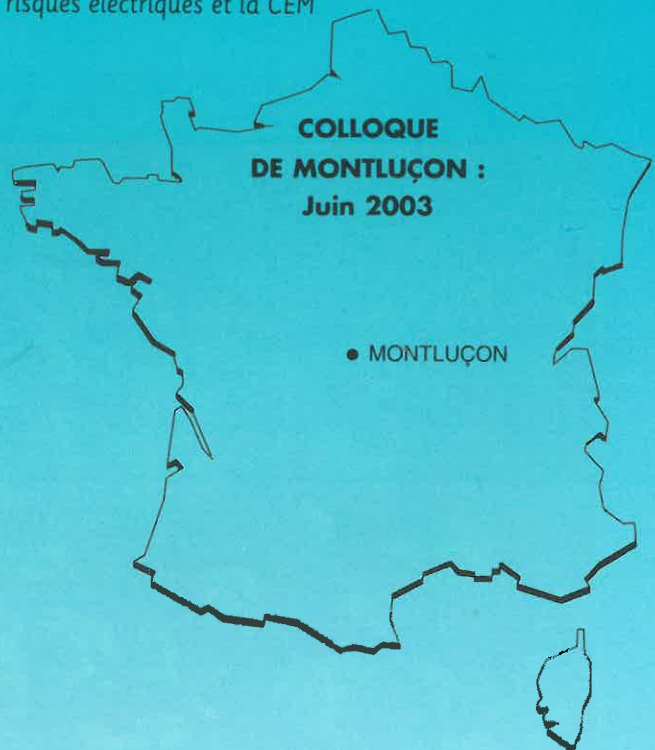 risques électriques et la CEM
COLLOQUE
DE MONTLUÇON :
Juin 2003
• MONTLUÇON